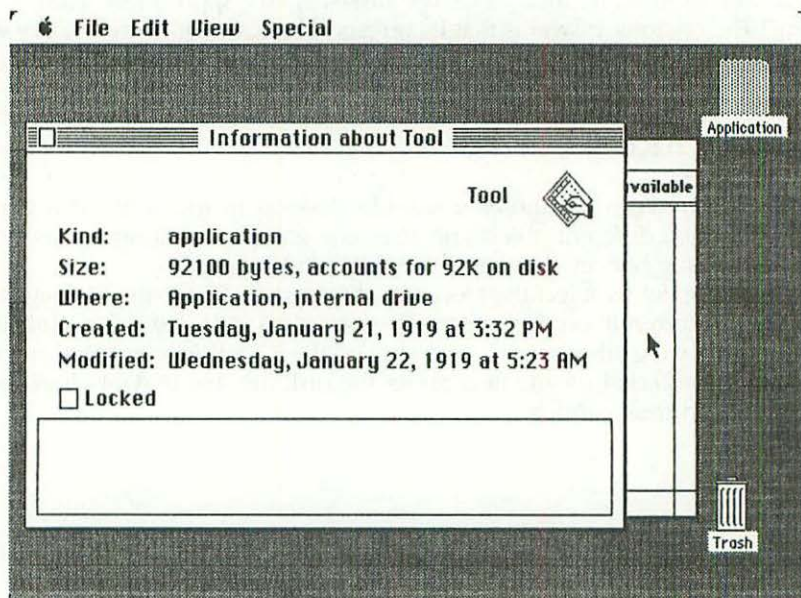 File Edit View Special
Application
Information about Tool
vailable
Tool
Kind: application
Size: 92100 bytes, accounts for 92K on disk
Where: Application, internal drive
Created: Tuesday, January 21, 1919 at 3:32 PM
Modified: Wednesday, January 22, 1919 at 5:23 AM
Locked
Trash